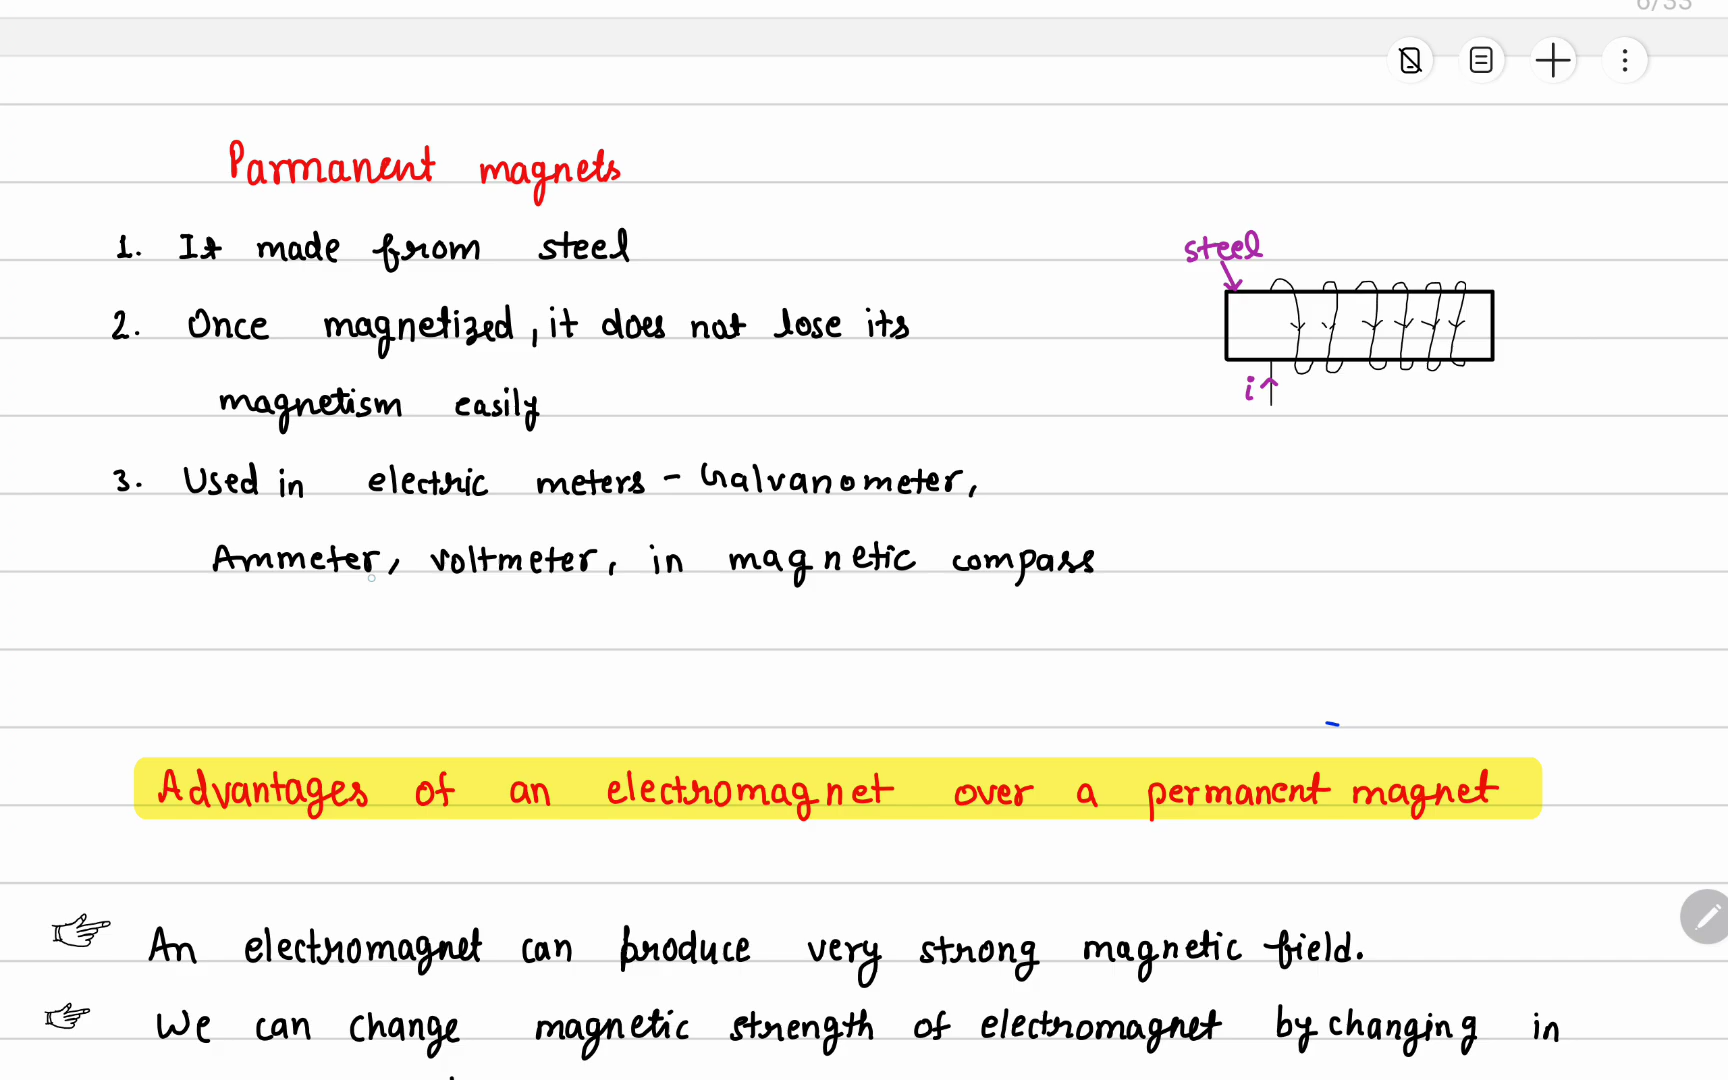 6/33
Parmanent magnets
1. It made from steel
steel
2. Once magnetized, it does not lose its
magnetism easily
i
3. Used in electric meters - Galvanometer,
Ammeter, voltmeter, in magnetic compass
Advantages of an electromagnet over a permanent magnet
An electromagnet can produce very strong magnetic field.
We can change magnetic strength of electromagnet by changing in